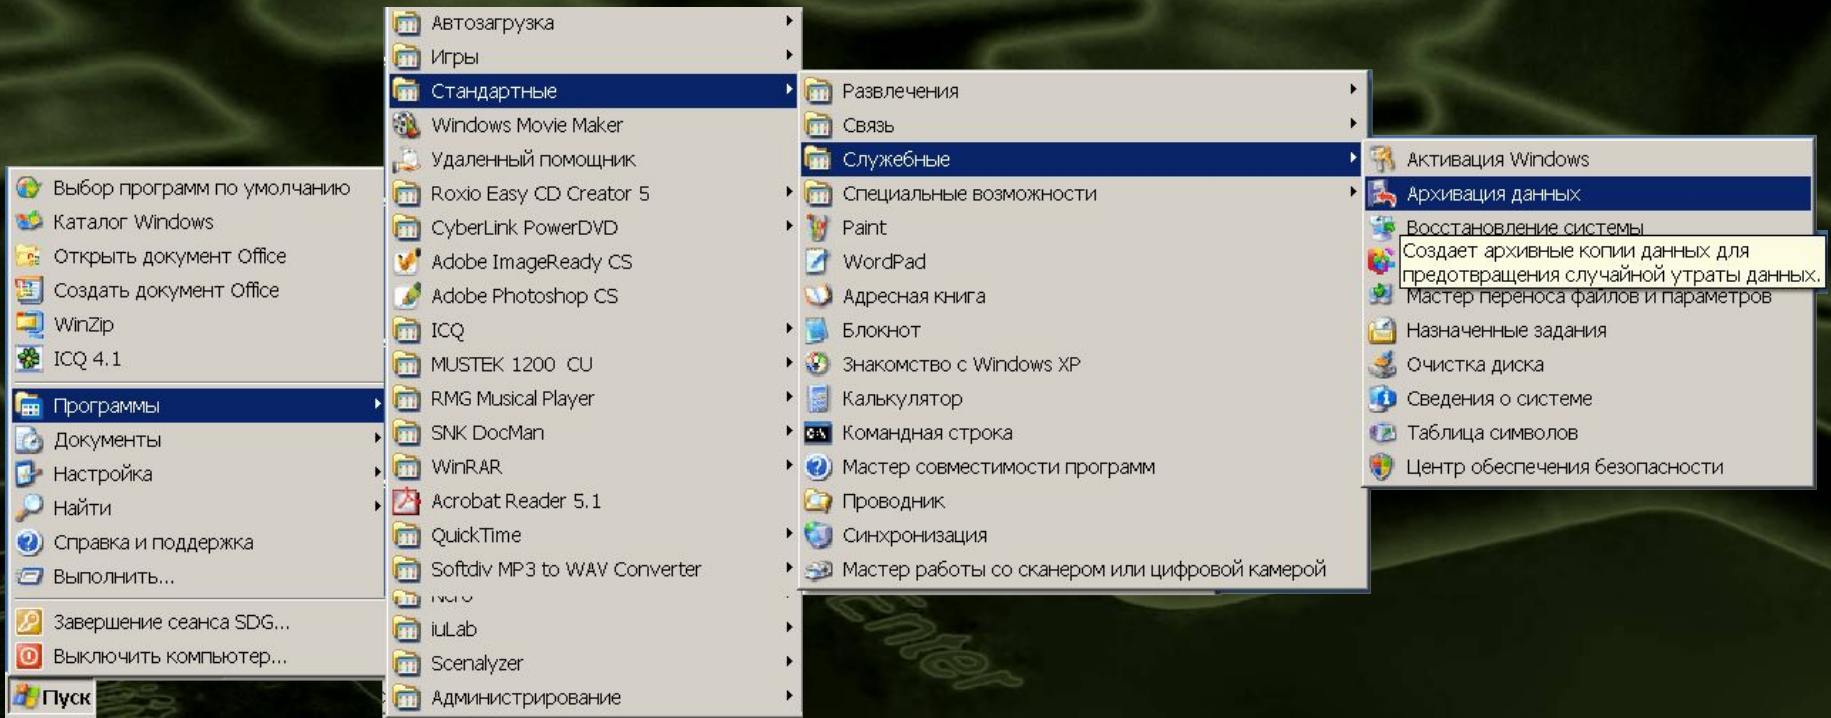 Выбор программ по умолчанию
Каталог Windows
Открыть документ Office
Создать документ Office
WinZip
ICQ 4.1
Программы
Документы
Настройка
Найти
Справка и поддержка
Выполнить...
Завершение сеанса SDG...
Выключить компьютер...
Пуск
Автозагрузка
Игры
Стандартные
Windows Movie Maker
Удаленный помощник
Roxio Easy CD Creator 5
CyberLink PowerDVD
Adobe ImageReady CS
Adobe Photoshop CS
ICQ
MUSTEK 1200 CU
RMG Musical Player
SNK DocMan
WinRAR
Acrobat Reader 5.1
QuickTime
Softdiv MP3 to WAV Converter
iuLab
Scenalyzer
Администрирование
Развлечения
Связь
Служебные
Специальные возможности
Paint
WordPad
Адресная книга
Блокнот
Знакомство с Windows XP
Калькулятор
Командная строка
Мастер совместимости программ
Проводник
Синхронизация
Мастер работы со сканером или цифровой камерой
Активация Windows
Архивация данных
Восстановление системы
Создает архивные копии данных для
предотвращения случайной утраты данных.
Мастер переноса файлов и параметров
Назначенные задания
Очистка диска
Сведения о системе
Таблица символов
Центр обеспечения безопасности
Enter